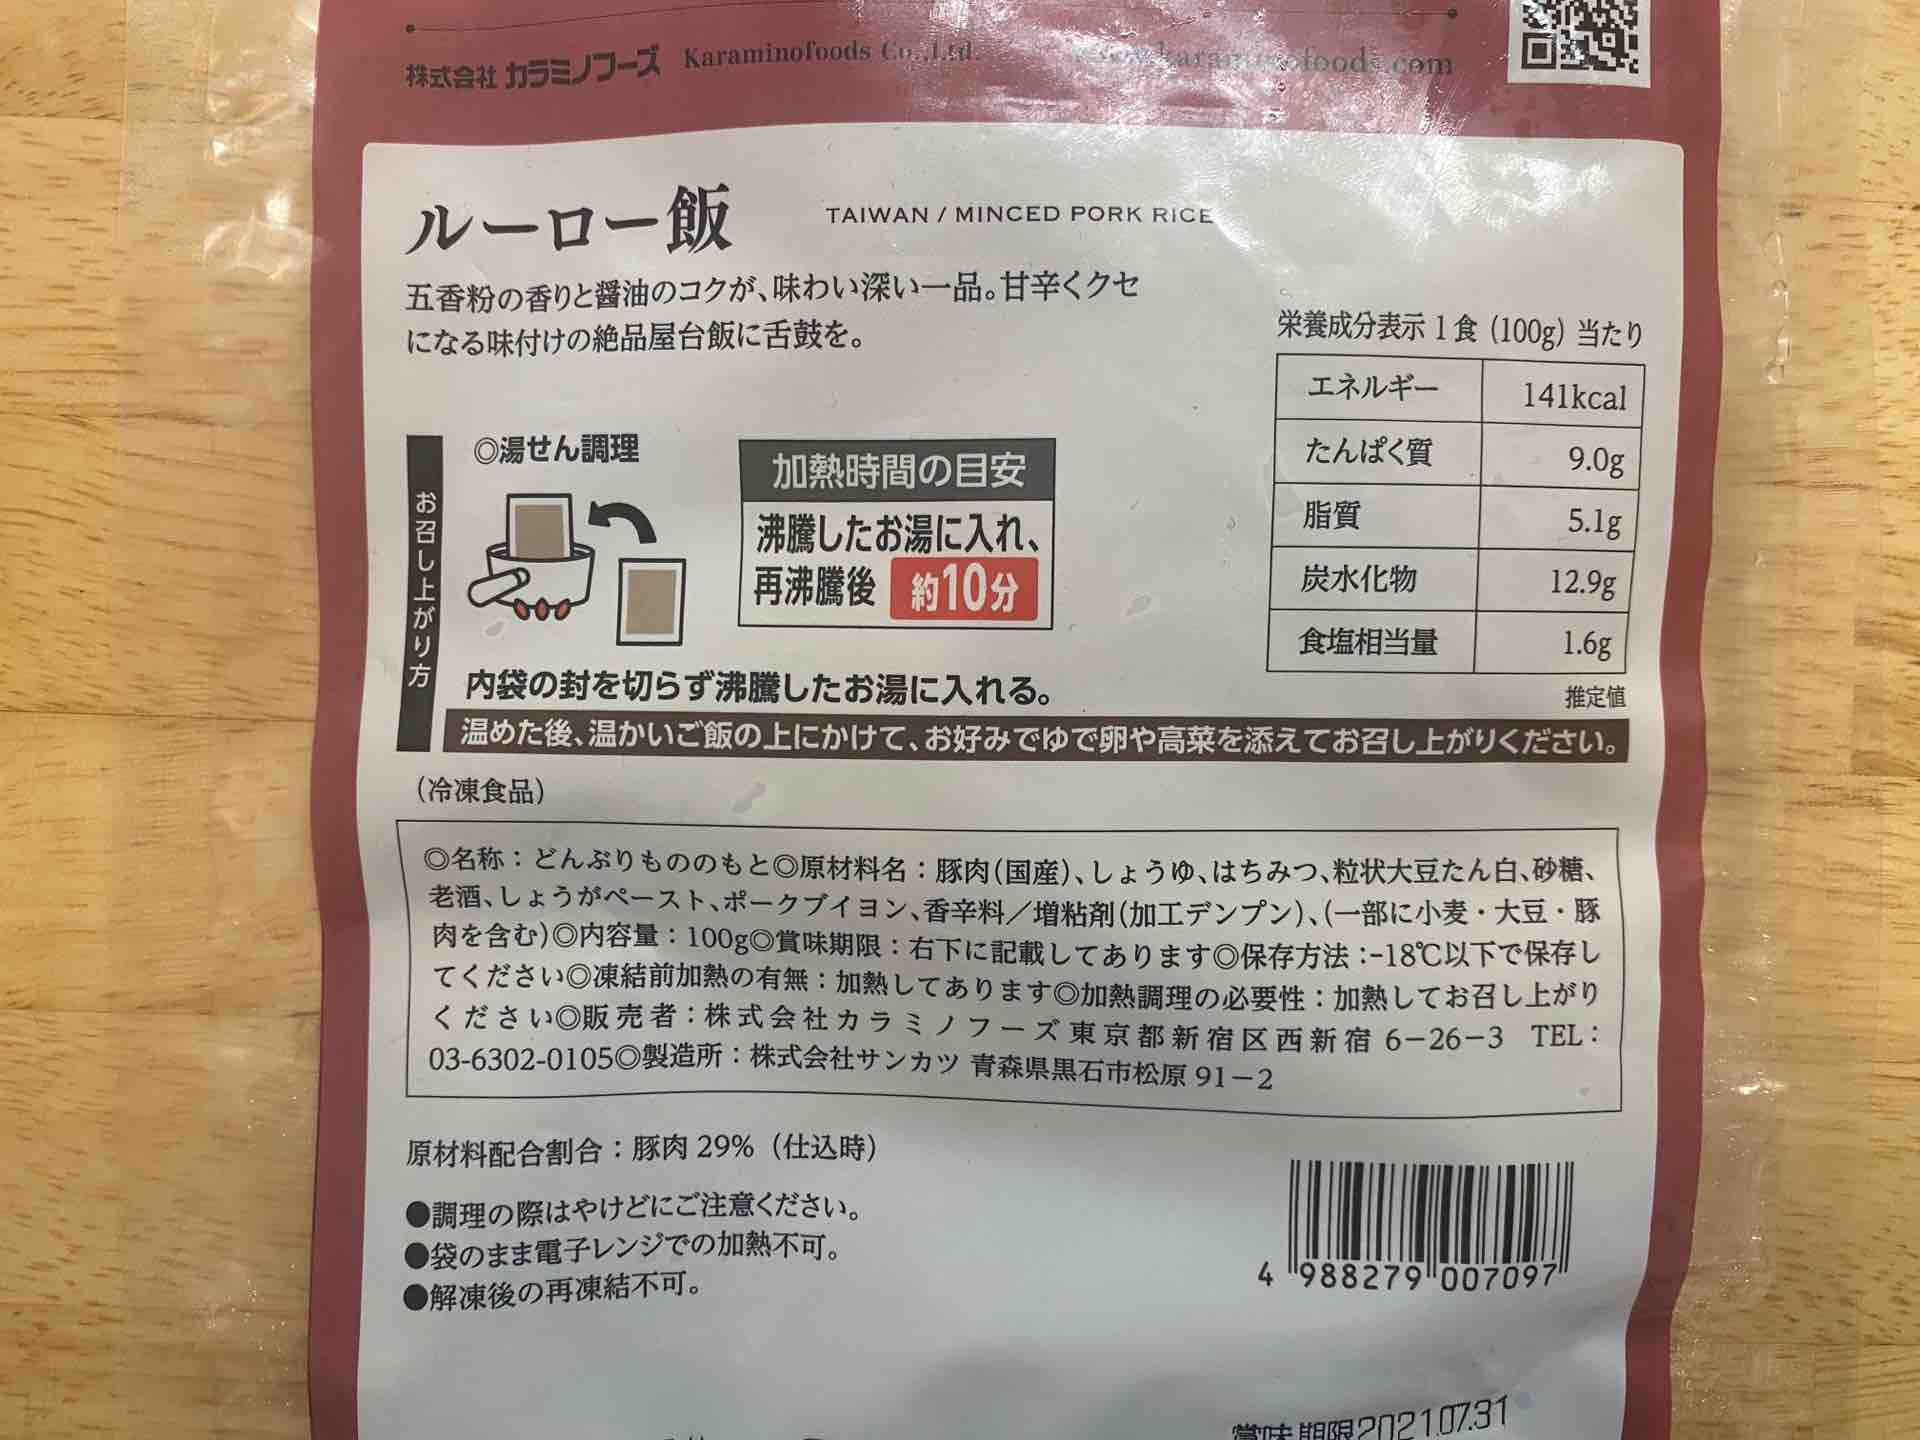 株式会社 カラミノフーズ Karaminofoods Co.,Ltd. www.karaminofoods.com
ルーロー飯 TAIWAN / MINCED PORK RICE
五香粉の香りと醤油のコクが、味わい深い一品。甘辛くクセ
になる味付けの絶品屋台飯に舌鼓を。
栄養成分表示 1食 (100g) 当たり
エネルギー 141kcal
たんぱく質 9.0g
脂質 5.1g
炭水化物 12.9g
食塩相当量 1.6g
推定値
お召し上がり方
◎湯せん調理
加熱時間の目安
沸騰したお湯に入れ、
再沸騰後 約10分
内袋の封を切らず沸騰したお湯に入れる。
温めた後、温かいご飯の上にかけて、お好みでゆで卵や高菜を添えてお召し上がりください。
(冷凍食品)
◎名称：どんぶりもののもと◎原材料名：豚肉(国産)、しょうゆ、はちみつ、粒状大豆たん白、砂糖、
老酒、しょうがペースト、ポークブイヨン、香辛料／増粘剤(加工デンプン)、(一部に小麦・大豆・豚
肉を含む)◎内容量：100g◎賞味期限：右下に記載してあります◎保存方法：-18℃以下で保存し
てください◎凍結前加熱の有無：加熱してあります◎加熱調理の必要性：加熱してお召し上がり
ください◎販売者：株式会社カラミノフーズ東京都新宿区西新宿 6－26－3 TEL：
03-6302-0105◎製造所：株式会社サンカツ 青森県黒石市松原 91－2
原材料配合割合：豚肉 29% (仕込時)
●調理の際はやけどにご注意ください。
●袋のまま電子レンジでの加熱不可。
●解凍後の再凍結不可。
4 988279 007097
賞味期限2021.07.31